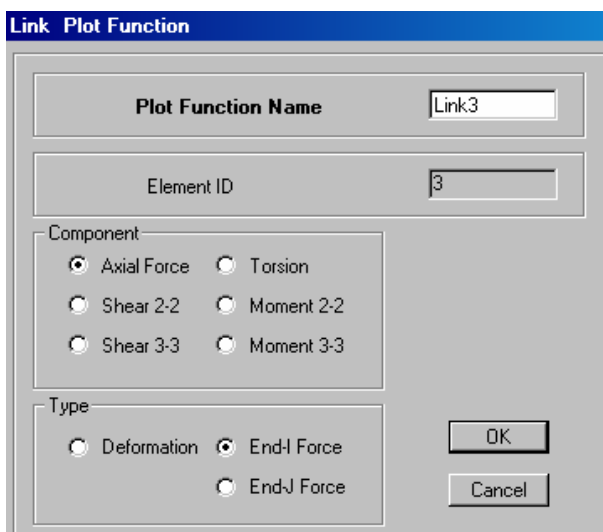 Link Plot Function
Plot Function Name Link3
Element ID 3
Component
Axial Force Torsion
Shear 2-2 Moment 2-2
Shear 3-3 Moment 3-3
Type
Deformation End-I Force OK
End-J Force Cancel